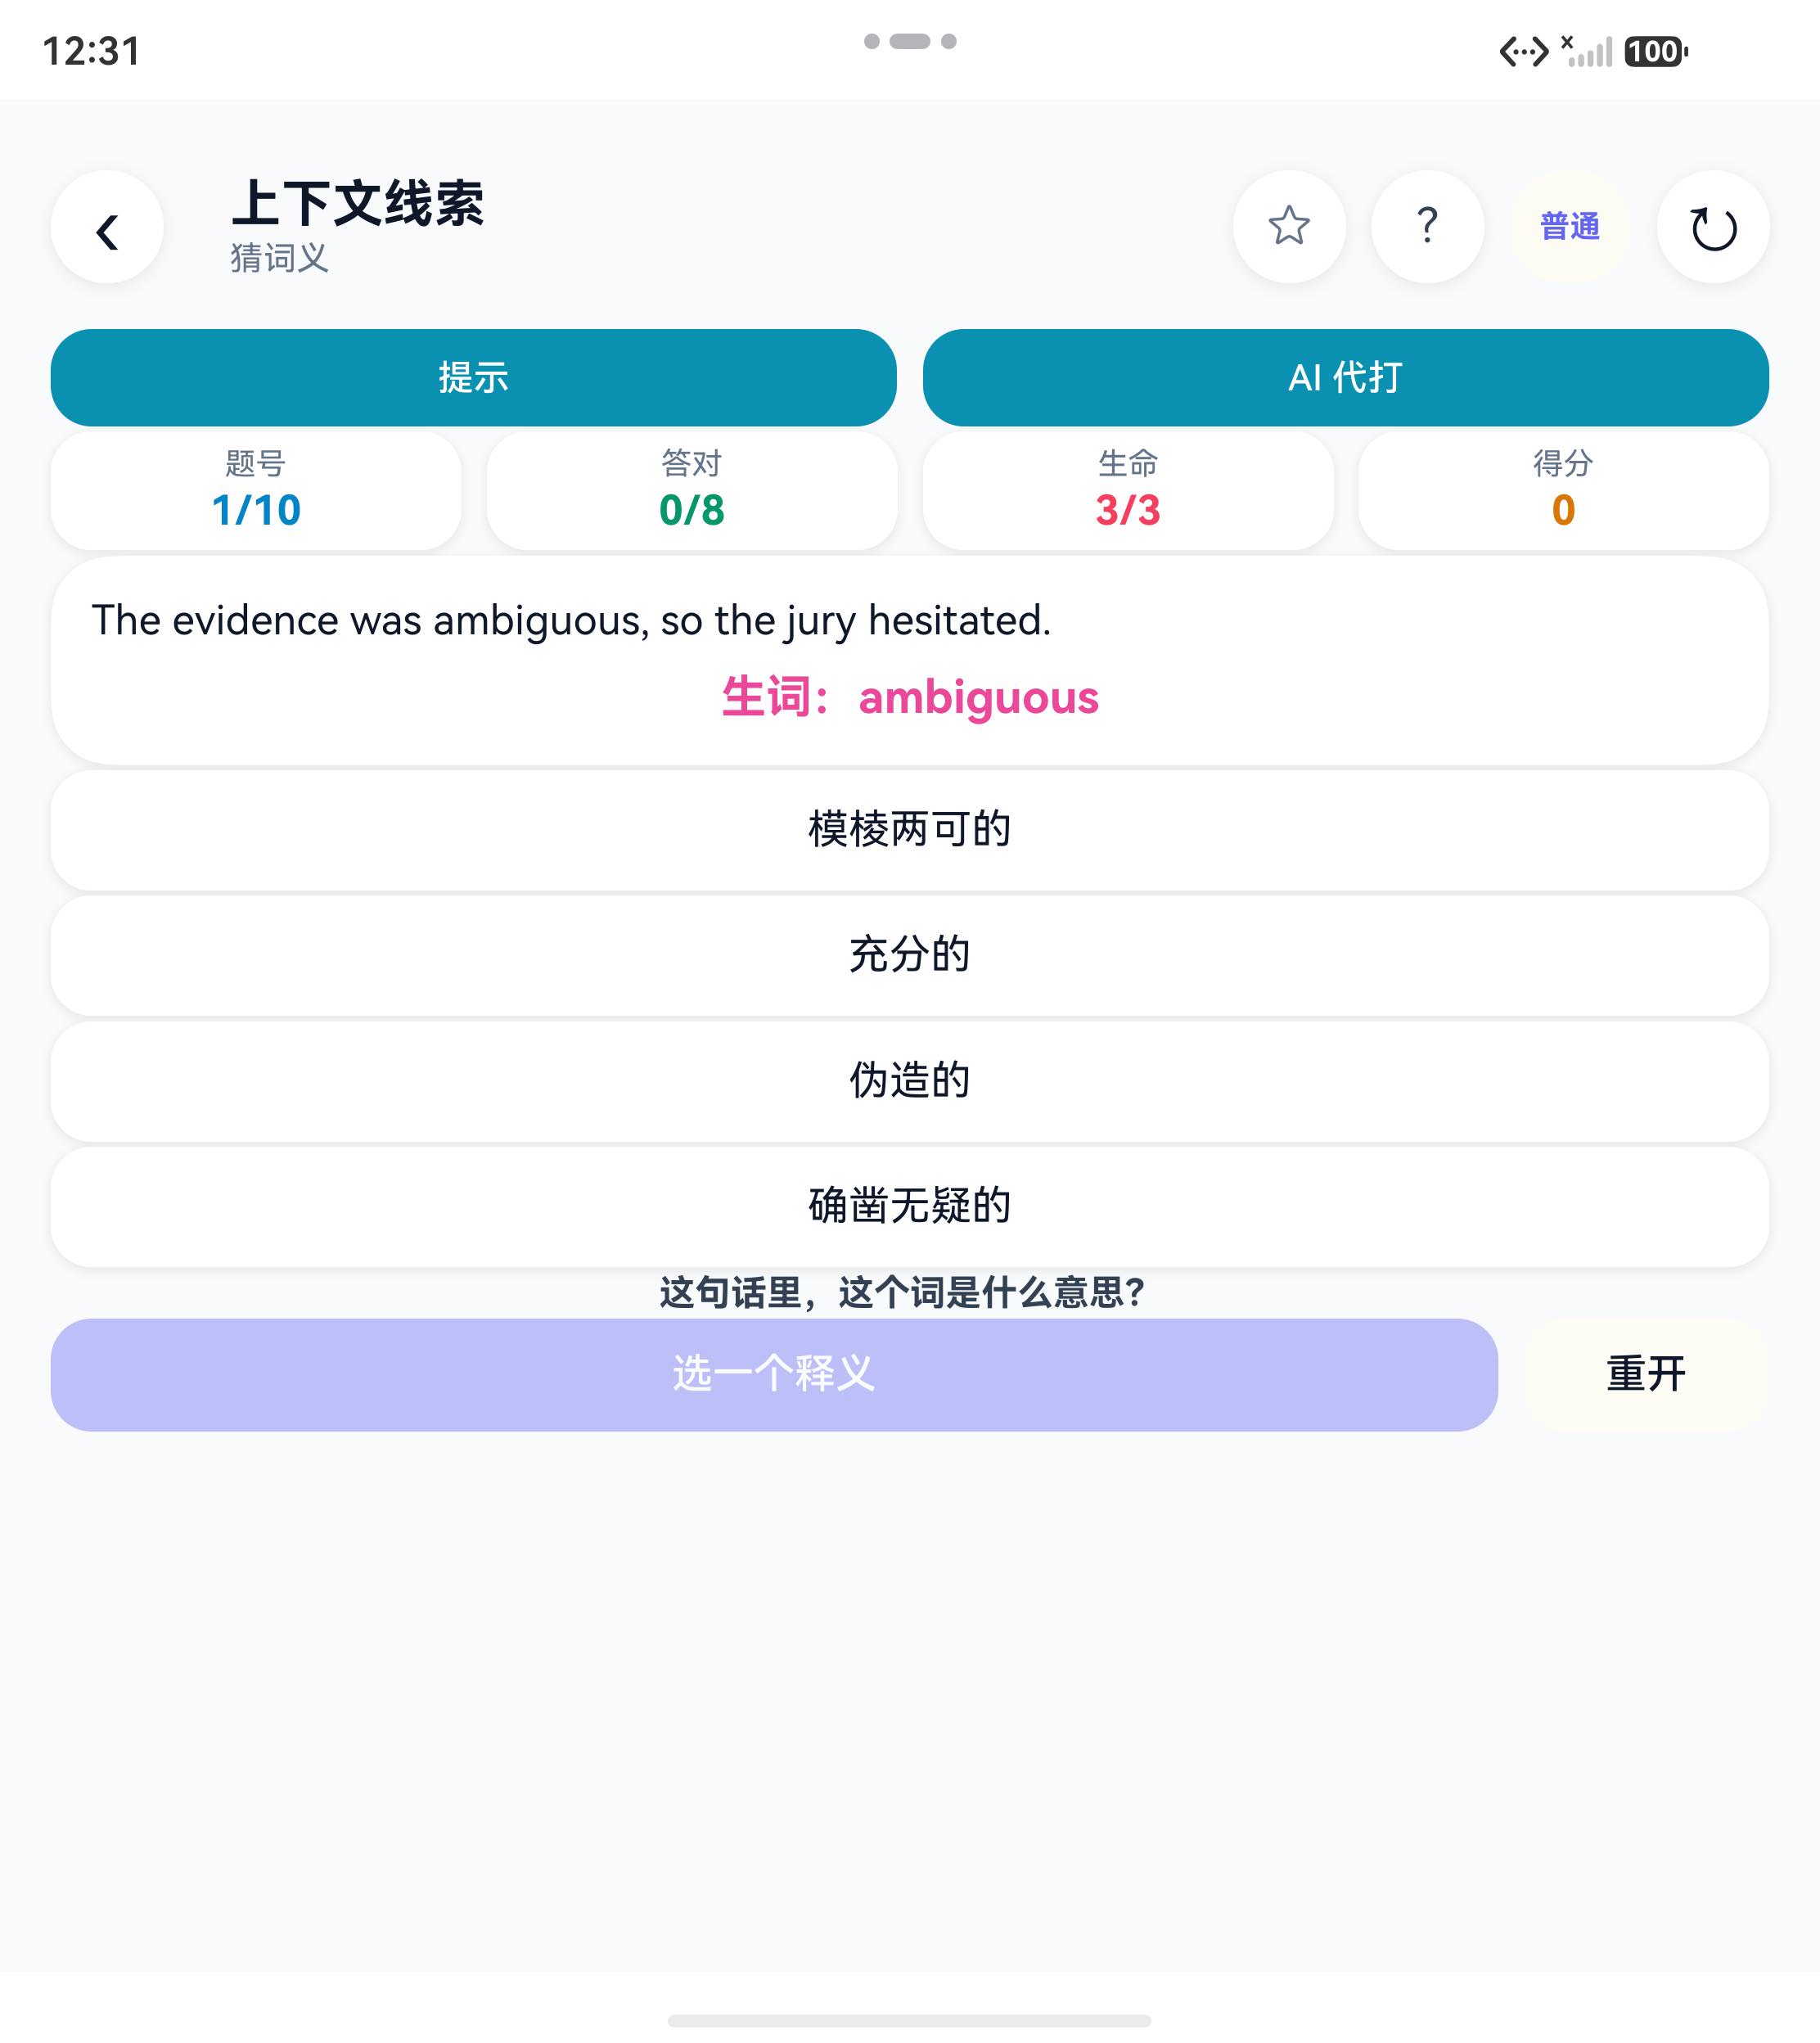 12:31
100
上下文线索
猜词义
?
普通
提示
AI 代打
题号
1/10
答对
0/8
生命
3/3
得分
0
The evidence was ambiguous, so the jury hesitated.
生词：ambiguous
模棱两可的
充分的
伪造的
确凿无疑的
这句话里，这个词是什么意思？
选一个释义
重开